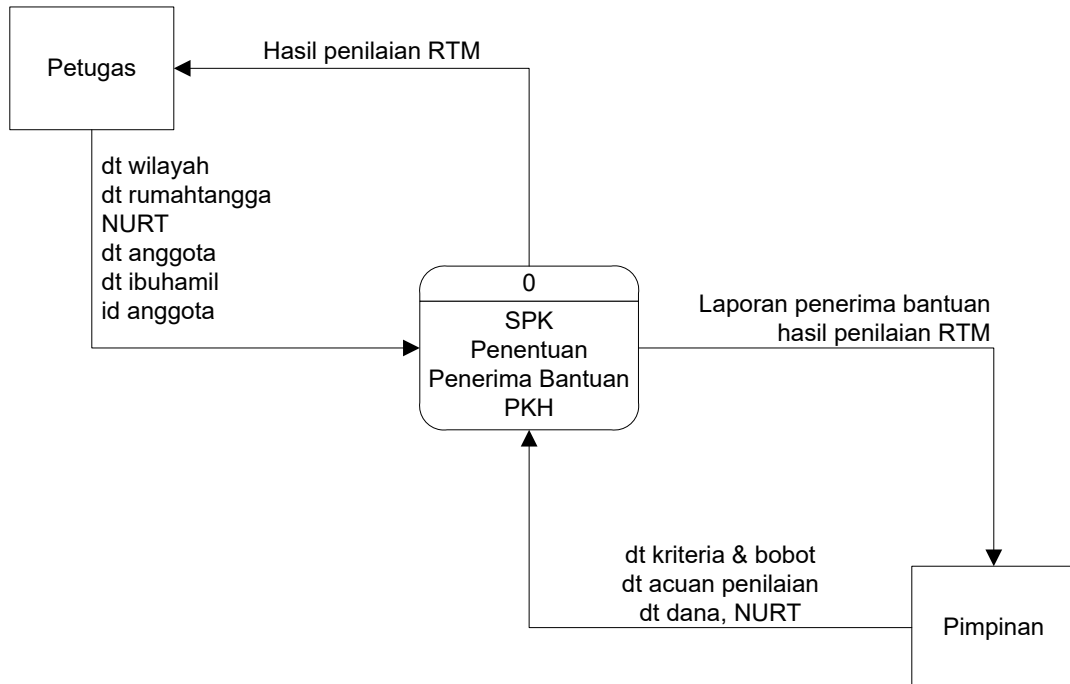 Petugas
Hasil penilaian RTM
dt wilayah
dt rumahtangga
NURT
dt anggota
dt ibuhamil
id anggota
0
SPK
Penentuan
Penerima Bantuan
PKH
Laporan penerima bantuan
hasil penilaian RTM
dt kriteria & bobot
dt acuan penilaian
dt dana, NURT
Pimpinan